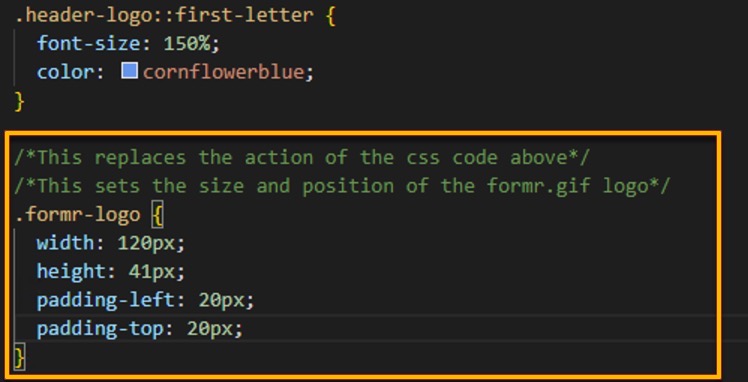 .header-logo::first-letter {
font-size: 150%;
color: cornflowerblue;
}
/*This replaces the action of the css code above*/
/*This sets the size and position of the formr.gif logo*/
.formr-logo {
width: 120px;
height: 41px;
padding-left: 20px;
padding-top: 20px;
}